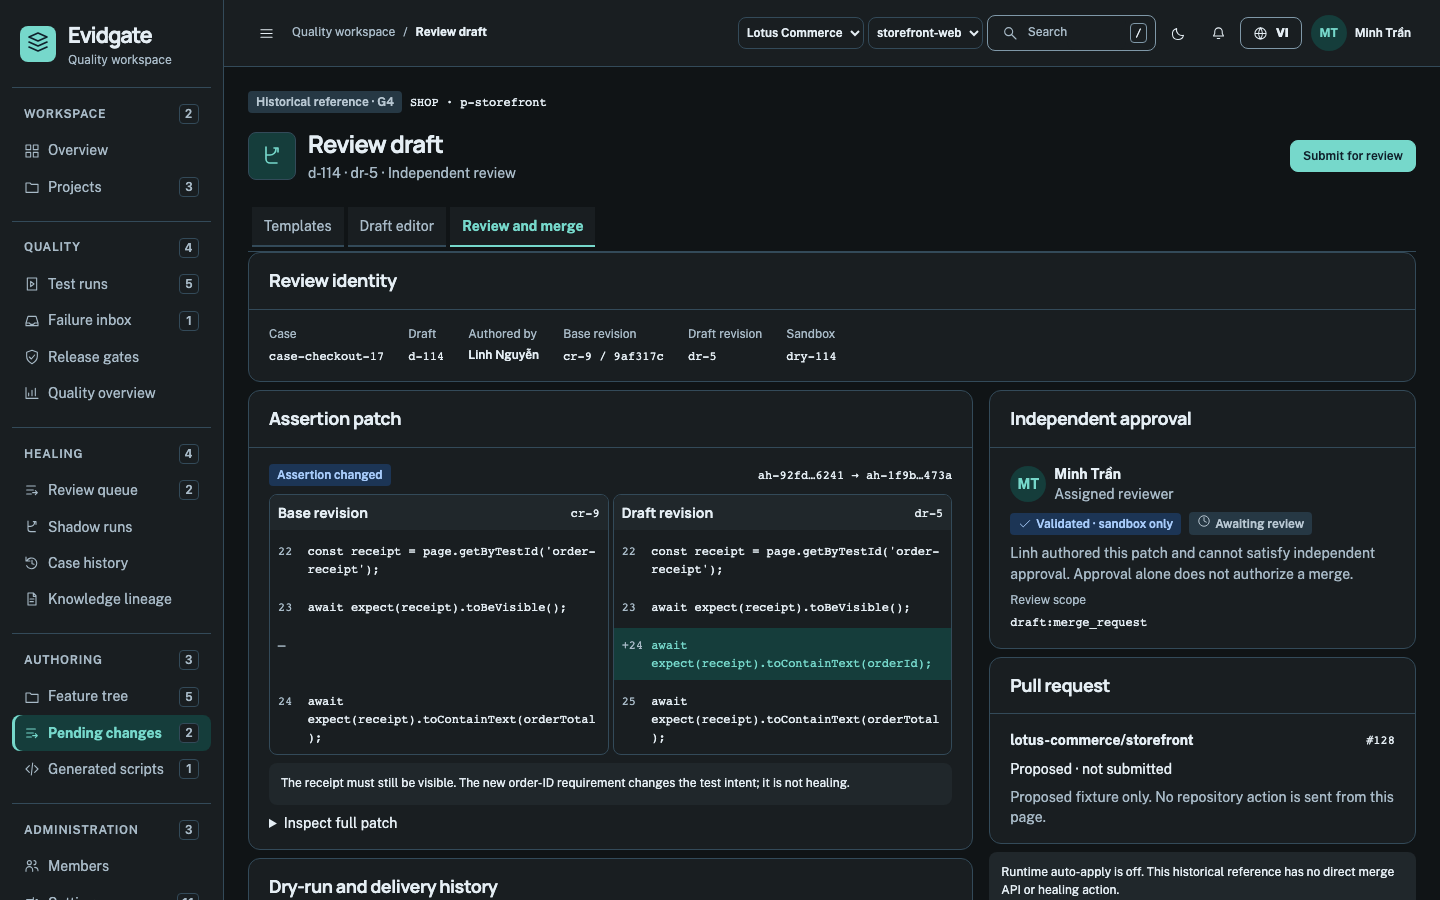 Evidgate
Quality workspace
WORKSPACE 2
Overview
Projects 3
QUALITY 4
Test runs 5
Failure inbox 1
Release gates
Quality overview
HEALING 4
Review queue 2
Shadow runs
Case history
Knowledge lineage
AUTHORING 3
Feature tree 5
Pending changes 2
Generated scripts 1
ADMINISTRATION 3
Members
Quality workspace / Review draft
Lotus Commerce storefront-web Search / VI MT Minh Trần
Historical reference · G4 SHOP • p-storefront
Review draft
d-114 · dr-5 · Independent review
Submit for review
Templates Draft editor Review and merge
Review identity
Case Draft Authored by Base revision Draft revision Sandbox
case-checkout-17 d-114 Linh Nguyễn cr-9 / 9af317c dr-5 dry-114
Assertion patch
Assertion changed ah-92fd…6241 → ah-1f9b…473a
Base revision cr-9
22 const receipt = page.getByTestId('order-
receipt');
23 await expect(receipt).toBeVisible();
—
24 await
expect(receipt).toContainText(orderTotal
);
Draft revision dr-5
22 const receipt = page.getByTestId('order-
receipt');
23 await expect(receipt).toBeVisible();
+24 await
expect(receipt).toContainText(orderId);
25 await
expect(receipt).toContainText(orderTotal
);
The receipt must still be visible. The new order-ID requirement changes the test intent; it is not healing.
Inspect full patch
Dry-run and delivery history
Independent approval
MT Minh Trần
Assigned reviewer
Validated · sandbox only Awaiting review
Linh authored this patch and cannot satisfy independent
approval. Approval alone does not authorize a merge.
Review scope
draft:merge_request
Pull request
lotus-commerce/storefront #128
Proposed · not submitted
Proposed fixture only. No repository action is sent from this
page.
Runtime auto-apply is off. This historical reference has no direct merge
API or healing action.